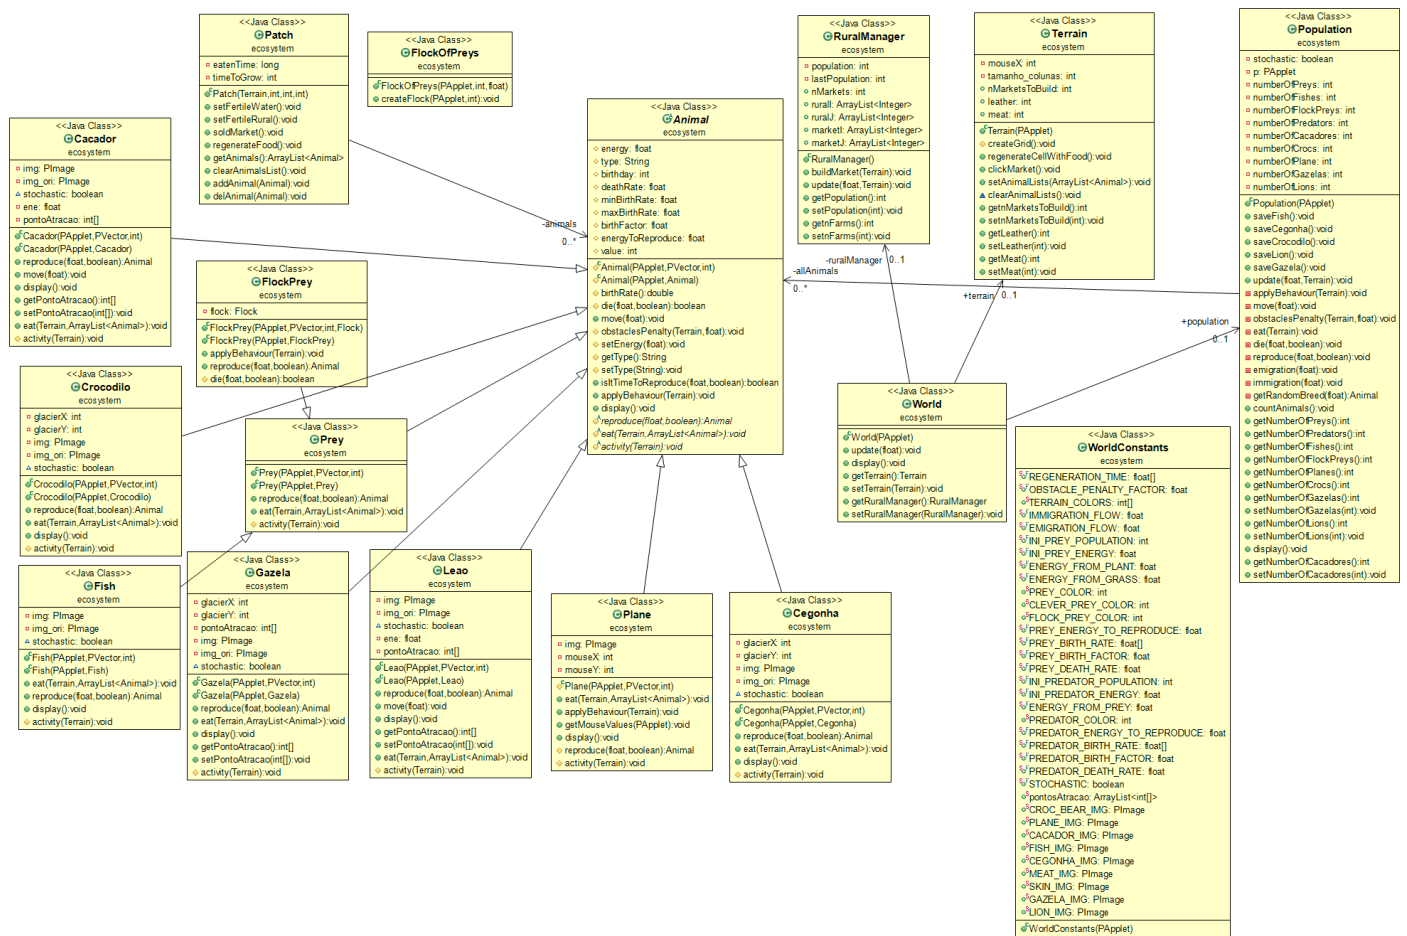 <<Java Class>>
Patch
ecosystem
eatenTime: long
timeToGrow: int
Patch(Terrain,int,int,int)
setFertileWater():void
setFertileRural():void
soldMarket():void
regenerateFood():void
getAnimals():ArrayList<Animal>
clearAnimalsList():void
addAnimal(Animal):void
delAnimal(Animal):void
<<Java Class>>
FlockOfPreys
ecosystem
FlockOfPreys(PApplet,int,float)
createFlock(PApplet,int):void
<<Java Class>>
Cacador
ecosystem
img: PImage
img_ori: PImage
stochastic: boolean
ene: float
pontoAtracao: int[]
Cacador(PApplet,PVector,int)
Cacador(PApplet,Cacador)
reproduce(float,boolean):Animal
move(float):void
display():void
getPontoAtracao():int[]
setPontoAtracao(int[]):void
eat(Terrain,ArrayList<Animal>):void
activity(Terrain):void
<<Java Class>>
FlockPrey
ecosystem
flock: Flock
FlockPrey(PApplet,PVector,int,Flock)
FlockPrey(PApplet,FlockPrey)
applyBehaviour(Terrain):void
reproduce(float,boolean):Animal
die(float,boolean):boolean
<<Java Class>>
Crocodilo
ecosystem
glacierX: int
glacierY: int
img: PImage
img_ori: PImage
stochastic: boolean
Crocodilo(PApplet,PVector,int)
Crocodilo(PApplet,Crocodilo)
reproduce(float,boolean):Animal
eat(Terrain,ArrayList<Animal>):void
display():void
activity(Terrain):void
<<Java Class>>
Prey
ecosystem
Prey(PApplet,PVector,int)
Prey(PApplet,Prey)
reproduce(float,boolean):Animal
eat(Terrain,ArrayList<Animal>):void
activity(Terrain):void
<<Java Class>>
Fish
ecosystem
img: PImage
img_ori: PImage
stochastic: boolean
Fish(PApplet,PVector,int)
Fish(PApplet,Fish)
eat(Terrain,ArrayList<Animal>):void
reproduce(float,boolean):Animal
display():void
activity(Terrain):void
<<Java Class>>
Gazela
ecosystem
glacierX: int
glacierY: int
pontoAtracao: int[]
img: PImage
img_ori: PImage
stochastic: boolean
Gazela(PApplet,PVector,int)
Gazela(PApplet,Gazela)
reproduce(float,boolean):Animal
eat(Terrain,ArrayList<Animal>):void
display():void
getPontoAtracao():int[]
setPontoAtracao(int[]):void
activity(Terrain):void
<<Java Class>>
Leao
ecosystem
img: PImage
img_ori: PImage
stochastic: boolean
ene: float
pontoAtracao: int[]
Leao(PApplet,PVector,int)
Leao(PApplet,Leao)
reproduce(float,boolean):Animal
move(float):void
display():void
getPontoAtracao():int[]
setPontoAtracao(int[]):void
eat(Terrain,ArrayList<Animal>):void
activity(Terrain):void
<<Java Class>>
Animal
ecosystem
energy: float
type: String
birthday: int
deathRate: float
minBirthRate: float
maxBirthRate: float
birthFactor: float
energyToReproduce: float
value: int
Animal(PApplet,PVector,int)
Animal(PApplet,Animal)
birthRate():double
die(float,boolean):boolean
move(float):void
obstaclesPenalty(Terrain,float):void
setEnergy(float):void
getType():String
setType(String):void
isItTimeToReproduce(float,boolean):boolean
applyBehaviour(Terrain):void
display():void
reproduce(float,boolean):Animal
eat(Terrain,ArrayList<Animal>):void
activity(Terrain):void
-animals
0..*
<<Java Class>>
Plane
ecosystem
img: PImage
mouseX: int
mouseY: int
Plane(PApplet,PVector,int)
eat(Terrain,ArrayList<Animal>):void
applyBehaviour(Terrain):void
getMouseValues(PApplet):void
display():void
reproduce(float,boolean):Animal
activity(Terrain):void
<<Java Class>>
Cegonha
ecosystem
glacierX: int
glacierY: int
img: PImage
img_ori: PImage
stochastic: boolean
Cegonha(PApplet,PVector,int)
Cegonha(PApplet,Cegonha)
reproduce(float,boolean):Animal
eat(Terrain,ArrayList<Animal>):void
display():void
activity(Terrain):void
<<Java Class>>
RuralManager
ecosystem
population: int
lastPopulation: int
nMarkets: int
ruralI: ArrayList<Integer>
ruralJ: ArrayList<Integer>
marketI: ArrayList<Integer>
marketJ: ArrayList<Integer>
RuralManager()
buildMarket(Terrain):void
update(float,Terrain):void
getPopulation():int
setPopulation(int):void
getnFarms():int
setnFarms(int):void
-ruralManager
0..1
-allAnimals
0..*
<<Java Class>>
Terrain
ecosystem
mouseX: int
tamanho_colunas: int
nMarketsToBuild: int
leather: int
meat: int
Terrain(PApplet)
createGrid():void
regenerateCellWithFood():void
clickMarket():void
setAnimalLists(ArrayList<Animal>):void
clearAnimalLists():void
getnMarketsToBuild():int
setnMarketsToBuild(int):void
getLeather():int
setLeather(int):void
getMeat():int
setMeat(int):void
+terrain
0..1
<<Java Class>>
World
ecosystem
World(PApplet)
update(float):void
display():void
getTerrain():Terrain
setTerrain(Terrain):void
getRuralManager():RuralManager
setRuralManager(RuralManager):void
+population
0..1
<<Java Class>>
Population
ecosystem
stochastic: boolean
p: PApplet
numberOfPreys: int
numberOfFishes: int
numberOfFlockPreys: int
numberOfPredators: int
numberOfCacadores: int
numberOfCrocs: int
numberOfPlane: int
numberOfGazelas: int
numberOfLions: int
Population(PApplet)
saveFish():void
saveCegonha():void
saveCrocodilo():void
saveLion():void
saveGazela():void
update(float,Terrain):void
applyBehaviour(Terrain):void
move(float):void
obstaclesPenalty(Terrain,float):void
eat(Terrain):void
die(float,boolean):void
reproduce(float,boolean):void
emigration(float):void
immigration(float):void
getRandomBreed(float):Animal
countAnimals():void
getNumberOfPreys():int
getNumberOfPredators():int
getNumberOfFishes():int
getNumberOfFlockPreys():int
getNumberOfPlanes():int
getNumberOfCrocs():int
getNumberOfGazelas():int
setNumberOfGazelas(int):void
getNumberOfLions():int
setNumberOfLions(int):void
display():void
getNumberOfCacadores():int
setNumberOfCacadores(int):void
<<Java Class>>
WorldConstants
ecosystem
REGENERATION_TIME: float[]
OBSTACLE_PENALTY_FACTOR: float
TERRAIN_COLORS: int[]
IMMIGRATION_FLOW: float
EMIGRATION_FLOW: float
INI_PREY_POPULATION: int
INI_PREY_ENERGY: float
ENERGY_FROM_PLANT: float
ENERGY_FROM_GRASS: float
PREY_COLOR: int
CLEVER_PREY_COLOR: int
FLOCK_PREY_COLOR: int
PREY_ENERGY_TO_REPRODUCE: float
PREY_BIRTH_RATE: float[]
PREY_BIRTH_FACTOR: float
PREY_DEATH_RATE: float
INI_PREDATOR_POPULATION: int
INI_PREDATOR_ENERGY: float
ENERGY_FROM_PREY: float
PREDATOR_COLOR: int
PREDATOR_ENERGY_TO_REPRODUCE: float
PREDATOR_BIRTH_RATE: float[]
PREDATOR_BIRTH_FACTOR: float
PREDATOR_DEATH_RATE: float
STOCHASTIC: boolean
pontosAtracao: ArrayList<int[]>
CROC_BEAR_IMG: PImage
PLANE_IMG: PImage
CACADOR_IMG: PImage
FISH_IMG: PImage
CEGONHA_IMG: PImage
MEAT_IMG: PImage
SKIN_IMG: PImage
GAZELA_IMG: PImage
LION_IMG: PImage
WorldConstants(PApplet)